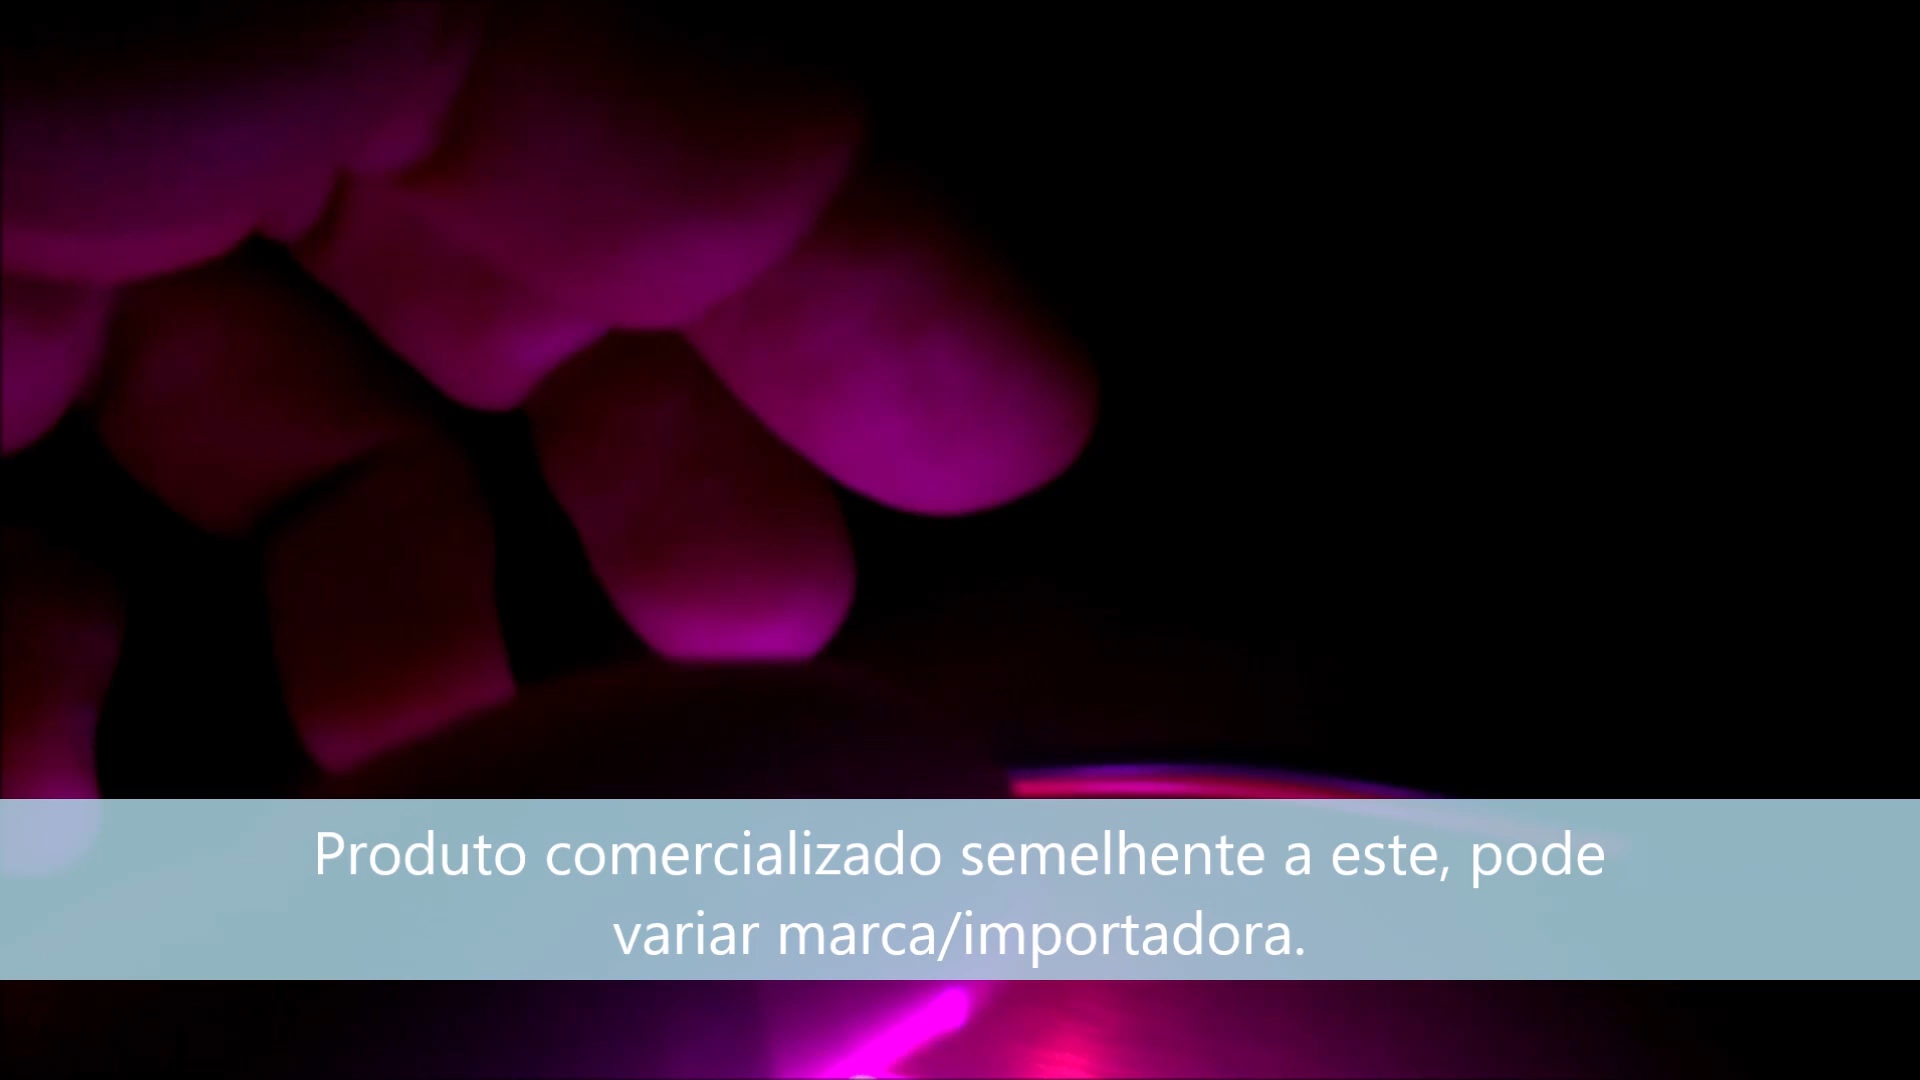 Produto comercializado semelhente a este, pode
variar marca/importadora.